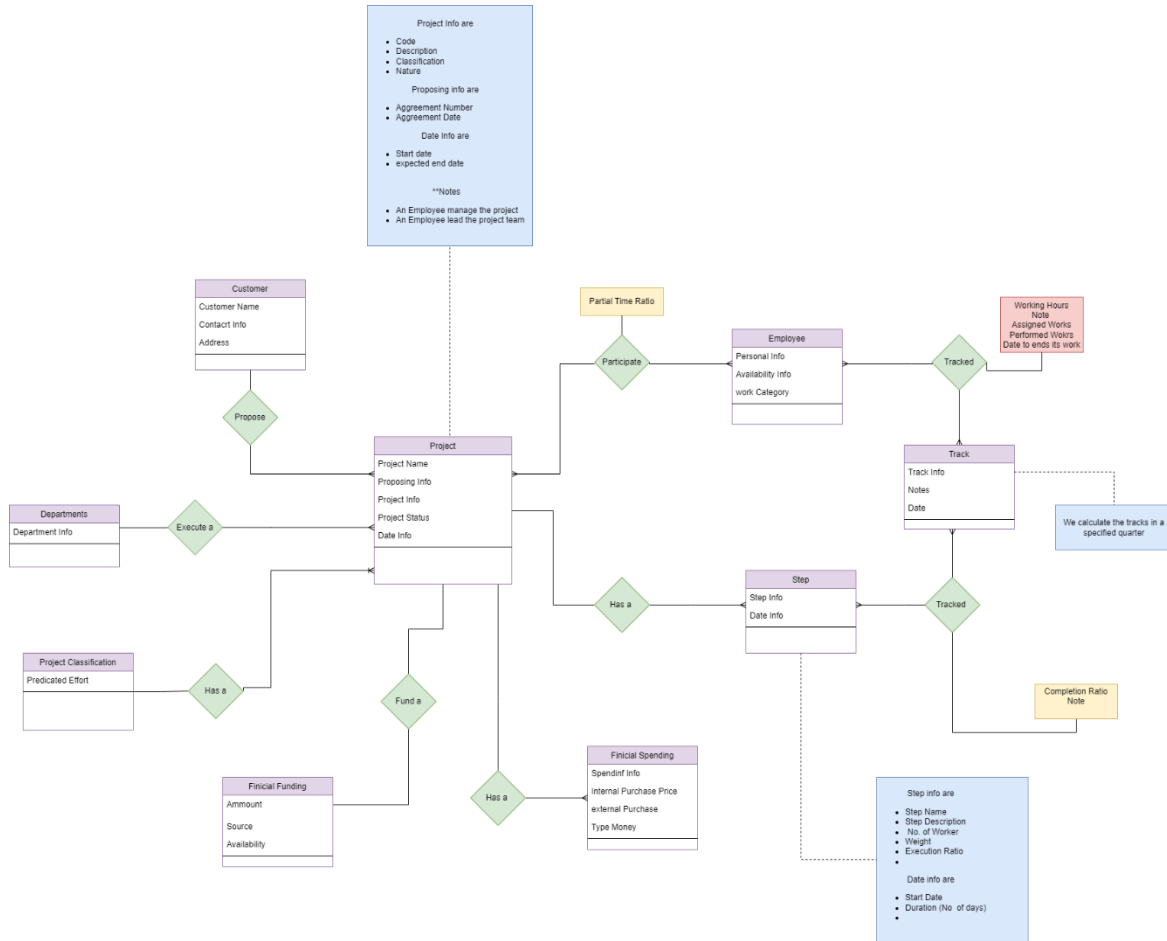 Project Info are
Code
Description
Classification
Nature
Proposing info are
Aggreement Number
Aggreement Date
Date Info are
Start date
expected end date
**Notes
An Employee manage the project
An Employee lead the project team
Customer
Customer Name
Contacrt Info
Address
Propose
Partial Time Ratio
Participate
Employee
Personal Info
Availability Info
work Category
Tracked
Working Hours
Note
Assigned Works
Performed Wokrs
Date to ends its work
Project
Project Name
Proposing Info
Project Info
Project Status
Date Info
Track
Track Info
Notes
Date
Departments
Department Info
Execute a
We calculate the tracks in a
specified quarter
Step
Step Info
Date Info
Has a
Tracked
Project Classification
Predicated Effort
Has a
Fund a
Completion Ratio
Note
Finicial Funding
Ammount
Source
Availability
Has a
Finicial Spending
Spendinf Info
Internal Purchase Price
external Purchase
Type Money
Step info are
Step Name
Step Description
No. of Worker
Weight
Execution Ratio
Date info are
Start Date
Duration (No of days)